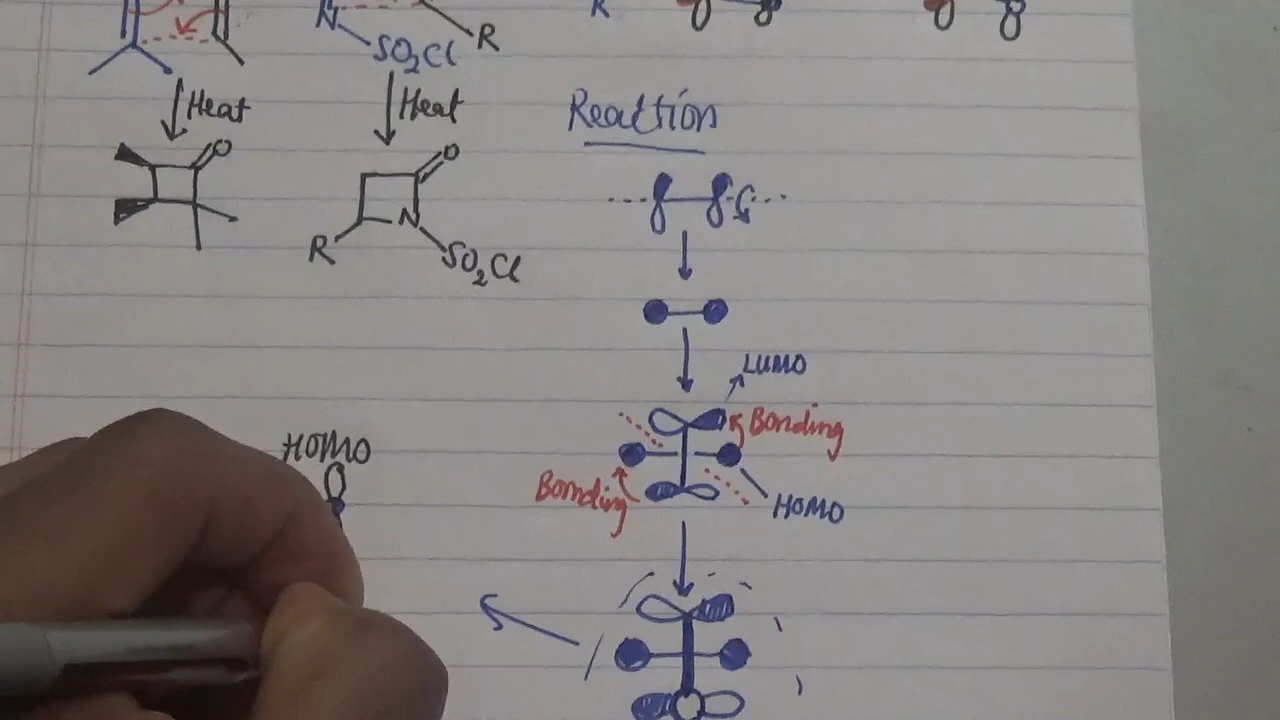 N
R
R
SO2Cl
Heat
Heat
Reaction
O
O
N
R
SO2Cl
LUMO
Bonding
HOMO
Bonding
HOMO